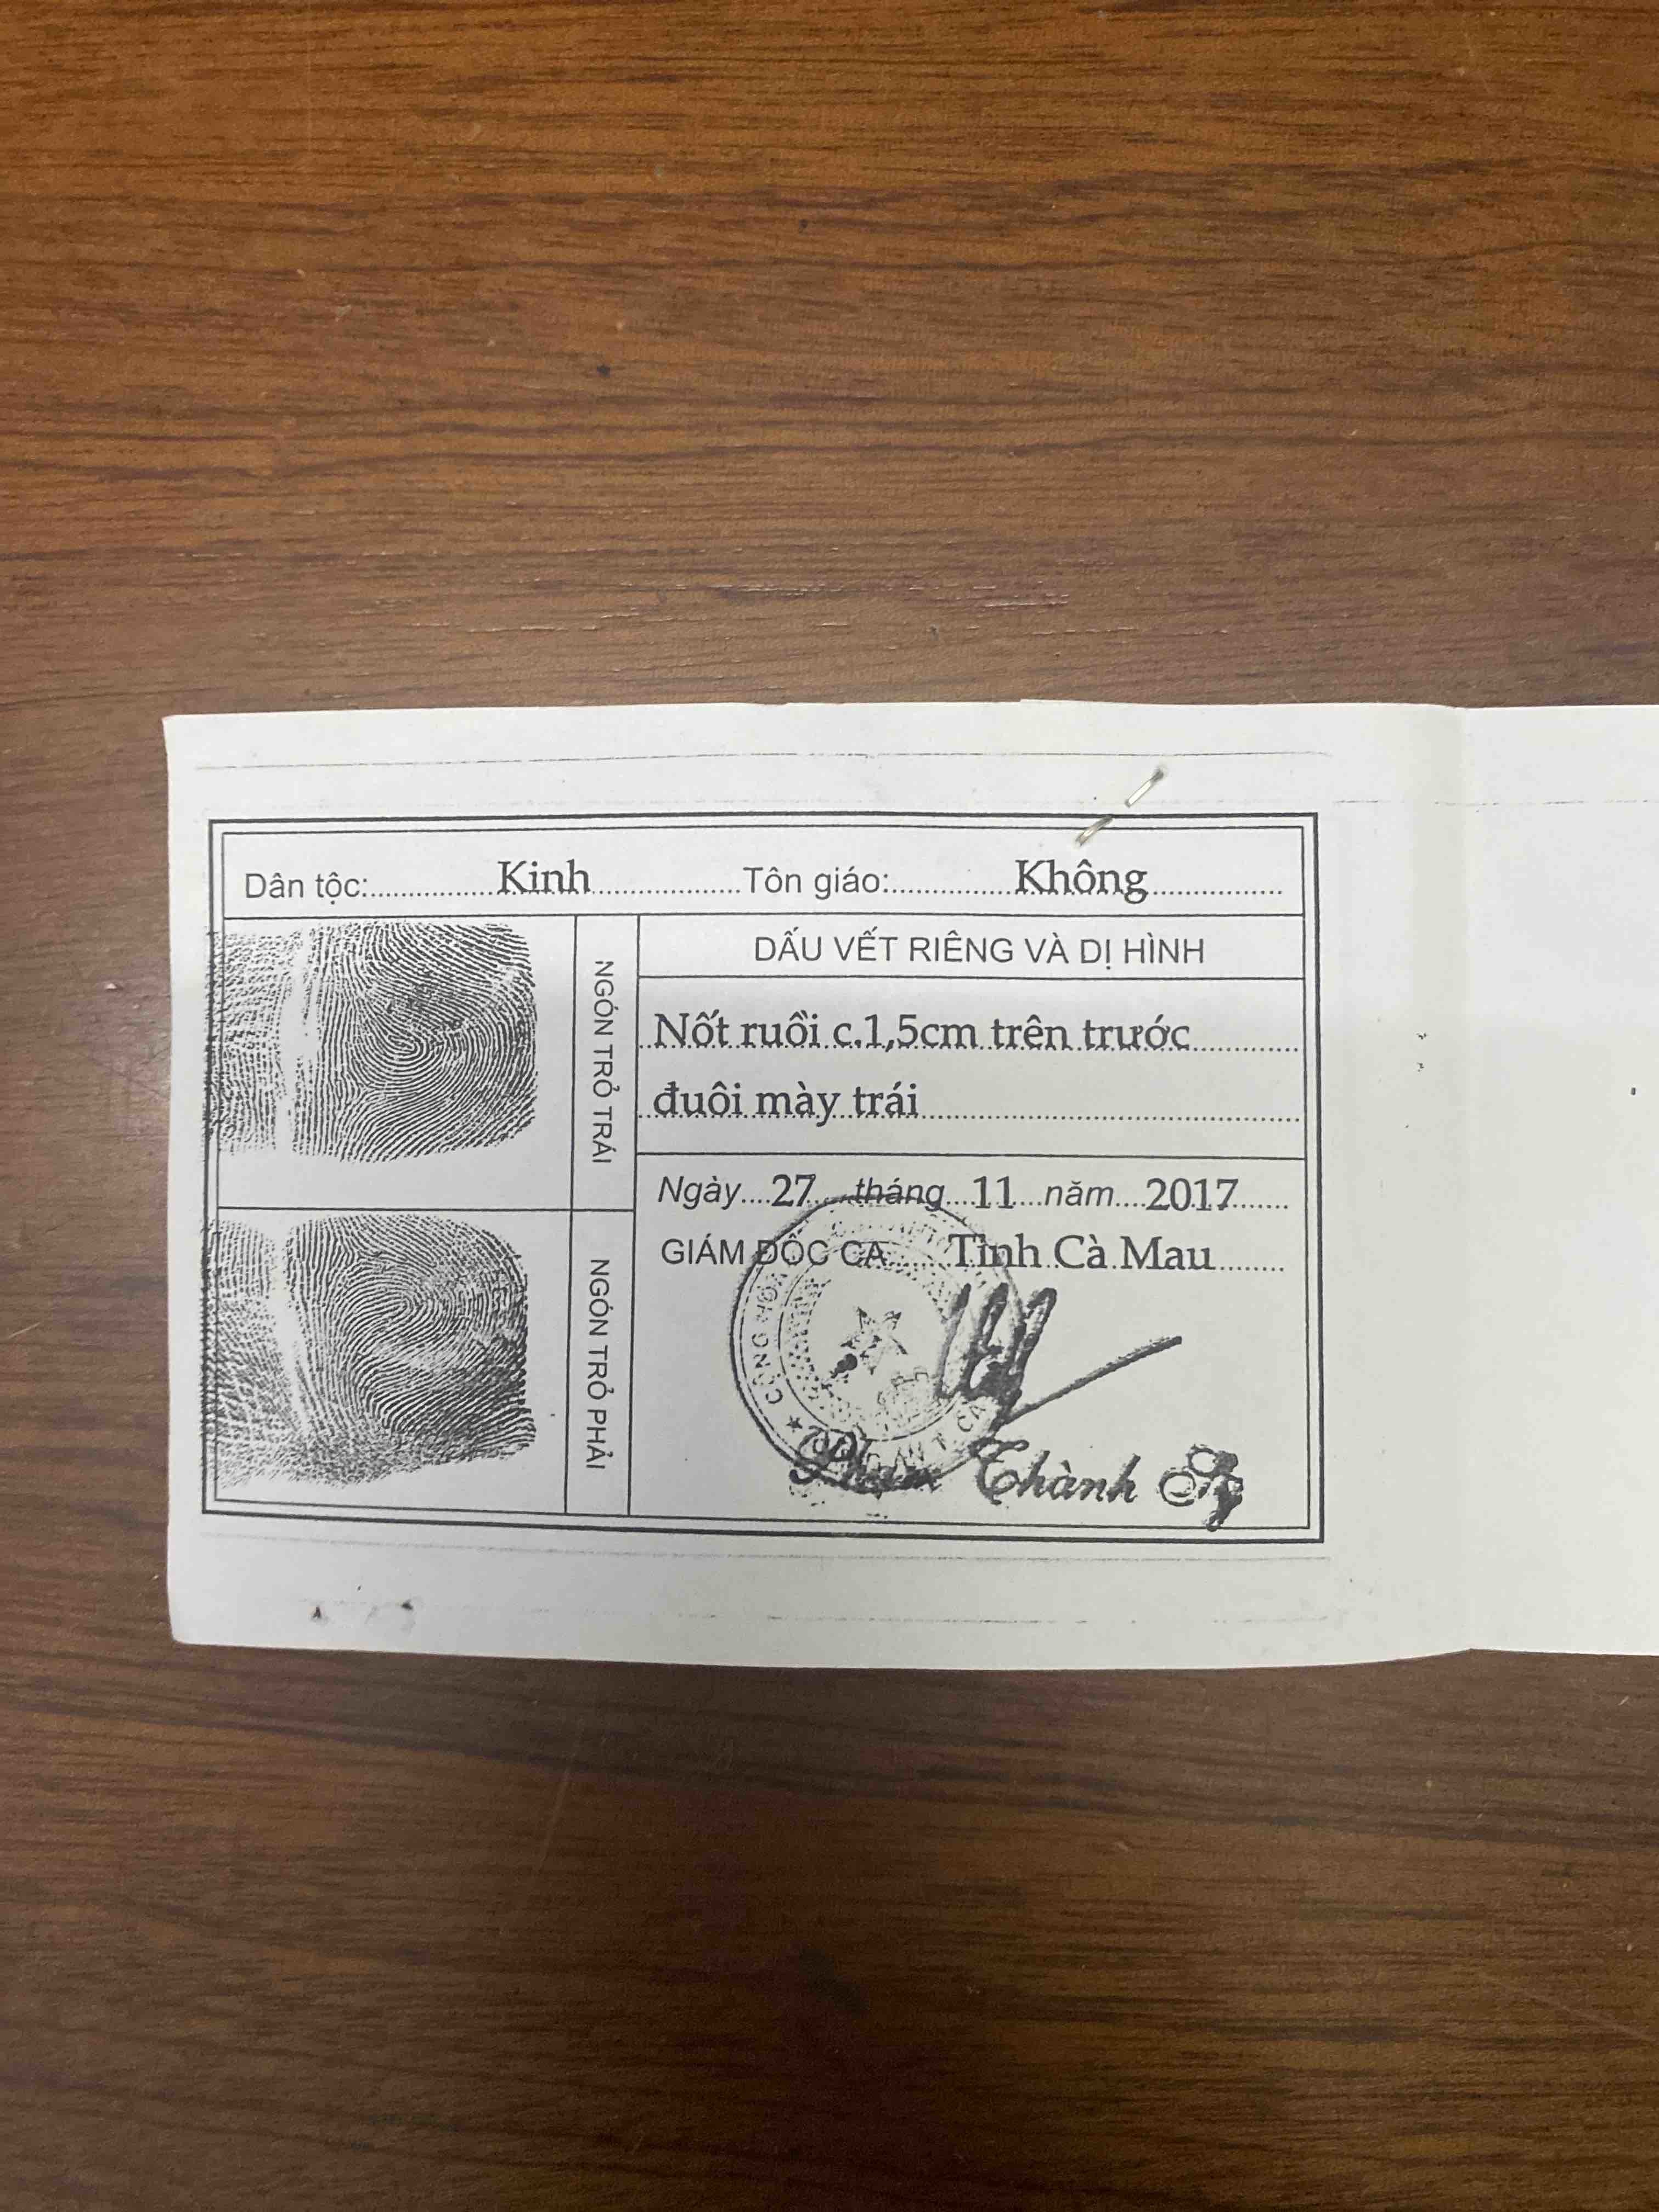 Dân tộc: Kinh Tôn giáo: Không
NGÓN TRỎ TRÁI
DẤU VẾT RIÊNG VÀ DỊ HÌNH
Nốt ruồi c.1,5cm trên trước
đuôi mày trái
NGÓN TRỎ PHẢI
Ngày 27 tháng 11 năm 2017
GIÁM ĐỐC CA Tỉnh Cà Mau
Phạm Thành Sỹ